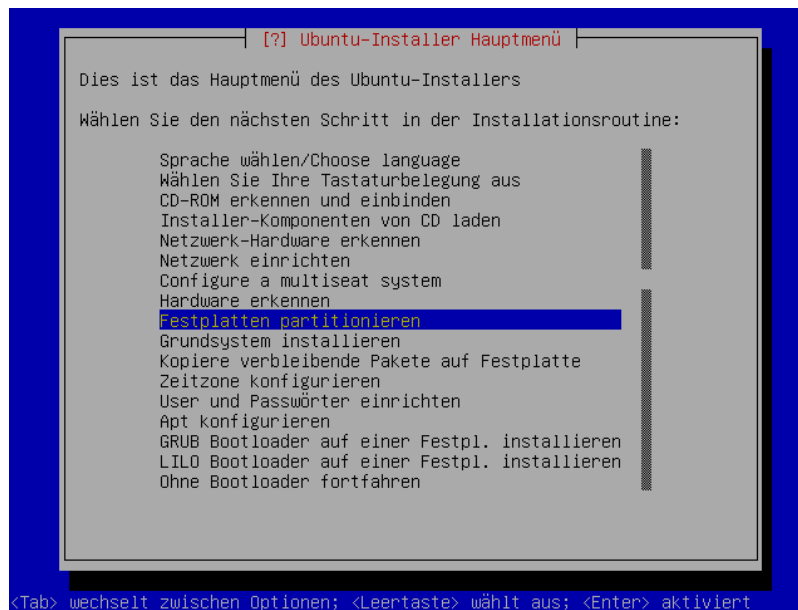 [?] Ubuntu-Installer Hauptmenü
Dies ist das Hauptmenü des Ubuntu-Installers
Wählen Sie den nächsten Schritt in der Installationsroutine:
Sprache wählen/Choose language
Wählen Sie Ihre Tastaturbelegung aus
CD-ROM erkennen und einbinden
Installer-Komponenten von CD laden
Netzwerk-Hardware erkennen
Netzwerk einrichten
Configure a multiseat system
Hardware erkennen
Festplatten partitionieren
Grundsystem installieren
Kopiere verbleibende Pakete auf Festplatte
Zeitzone konfigurieren
User und Passwörter einrichten
Apt konfigurieren
GRUB Bootloader auf einer Festpl. installieren
LILO Bootloader auf einer Festpl. installieren
Ohne Bootloader fortfahren
<Tab> wechselt zwischen Optionen; <Leertaste> wählt aus; <Enter> aktiviert